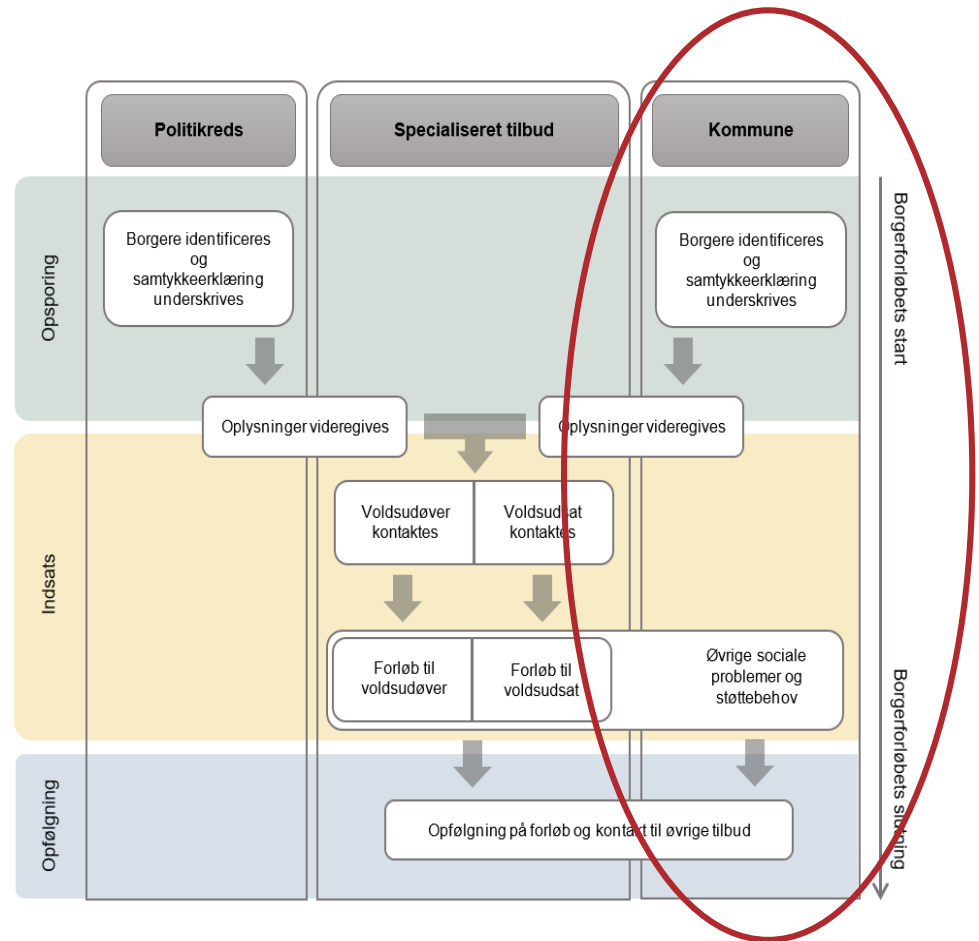 Politikreds
Specialiseret tilbud
Kommune
Opsporing
Borgere identificeres
og
samtykkeerklæring
underskrives
Borgere identificeres
og
samtykkeerklæring
underskrives
Borgerforløbets start
Oplysninger videregives
Oplysninger videregives
Indsats
Voldsudøver
kontaktes
Voldsudsat
kontaktes
Forløb til
voldsudøver
Forløb til
voldsudsat
Øvrige sociale
problemer og
støttebehov
Borgerforløbets slutning
Opfølgning
Opfølgning på forløb og kontakt til øvrige tilbud